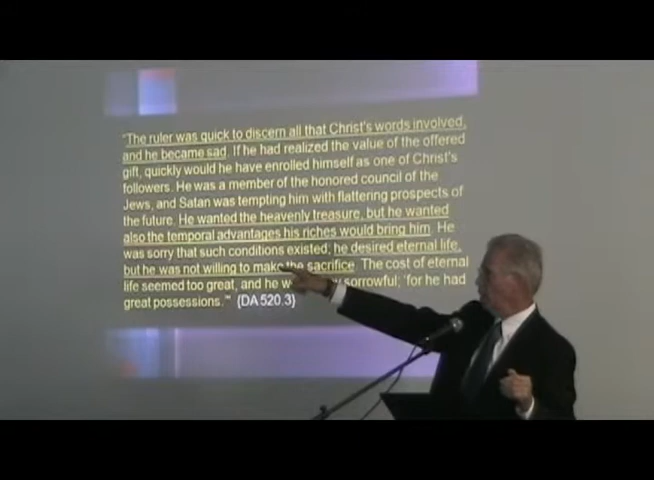 "The ruler was quick to discern all that Christ's words involved,
and he became sad. If he had realized the value of the offered
gift, quickly would he have enrolled himself as one of Christ's
followers. He was a member of the honored council of the
Jews, and Satan was tempting him with flattering prospects of
the future. He wanted the heavenly treasure, but he wanted
also the temporal advantages his riches would bring him. He
was sorry that such conditions existed; he desired eternal life,
but he was not willing to make the sacrifice. The cost of eternal
life seemed too great, and he sorrowful; 'for he had
great possessions.'" {DA 520.3}